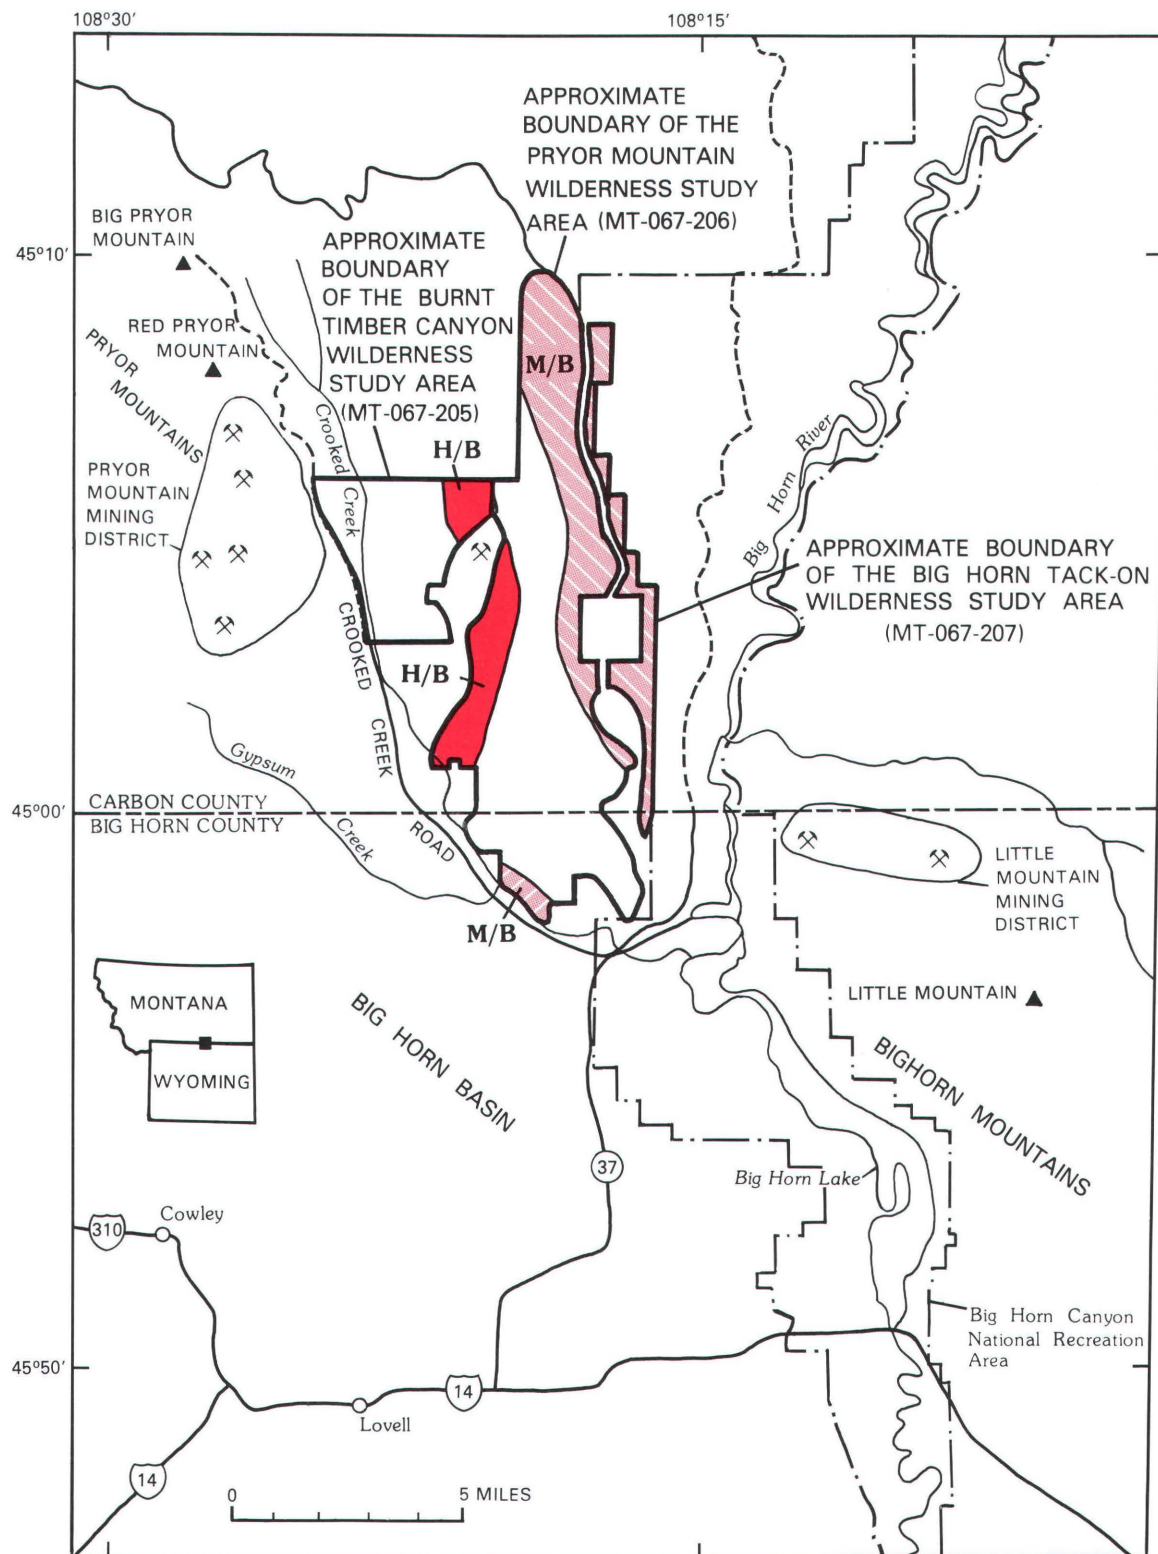 108°30'
108°15'
APPROXIMATE
BOUNDARY OF THE
PRYOR MOUNTAIN
WILDERNESS STUDY
AREA (MT-067-206)
BIG PRYOR
MOUNTAIN
45°10'
APPROXIMATE
BOUNDARY
OF THE BURNT
TIMBER CANYON
WILDERNESS
STUDY AREA
(MT-067-205)
RED PRYOR
MOUNTAIN
PRYOR
MOUNTAINS
M/B
H/B
Crooked
Creek
Big Horn River
PRYOR
MOUNTAIN
MINING
DISTRICT
APPROXIMATE BOUNDARY
OF THE BIG HORN TACK-ON
WILDERNESS STUDY AREA
(MT-067-207)
CROOKED CREEK ROAD
H/B
Gypsum
Creek
45°00'
CARBON COUNTY
BIG HORN COUNTY
LITTLE
MOUNTAIN
MINING
DISTRICT
M/B
MONTANA
WYOMING
BIG HORN BASIN
LITTLE MOUNTAIN
BIGHORN MOUNTAINS
37
Big Horn Lake
310
Cowley
Big Horn Canyon
National Recreation
Area
45°50'
14
Lovell
14
0
5 MILES